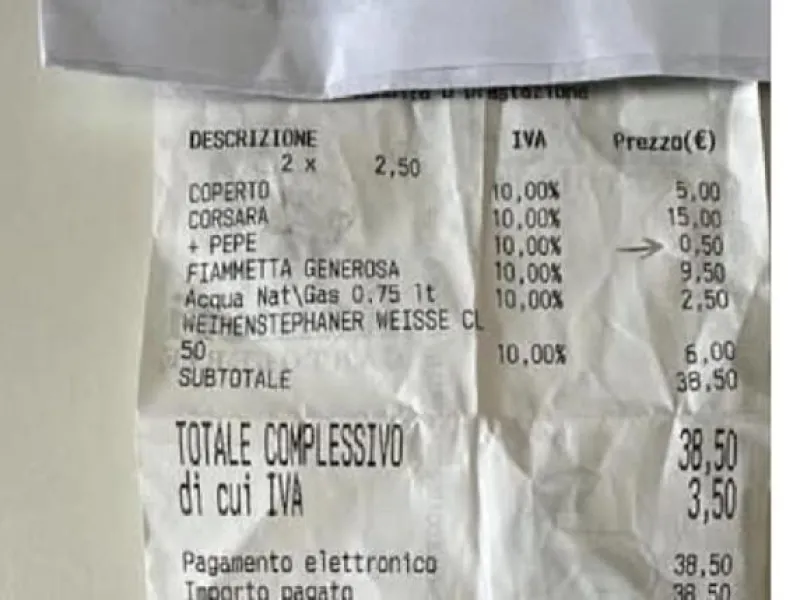 DESCRIZIONE IVA Prezzo(€)
2 x 2,50
COPERTO 10,00% 5,00
CORSARA 10,00% 15,00
+ PEPE 10,00% 0,50
FIAMMETTA GENEROSA 10,00% 9,50
Acqua Nat\Gas 0.75 lt 10,00% 2,50
WEIHENSTEPHANER WEISSE CL
50 10,00% 6,00
SUBTOTALE 38,50
TOTALE COMPLESSIVO 38,50
di cui IVA 3,50
Pagamento elettronico 38,50
Importo pagato 38,50